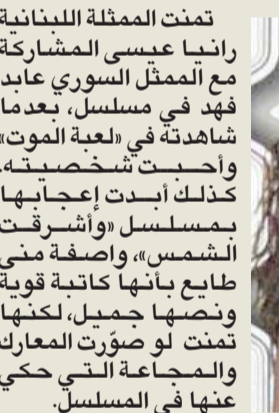 تمنت الممثلة اللبنانية
رانيا عيسى المشاركة
مع الممثل السوري عابد
فهد في مسلسل، بعدما
شاهدته في «لعبة الموت»
وأحبت شخصيته.
كذلك أبدت إعجابها
بمسلسل «وأشرقت
الشمس»، واصفة منى
طايع بأنها كاتبة قوية
ونصها جميل، لكنها
تمنت لو صوّرت المعارك
والمجاعة التي حكي
عنها في المسلسل.